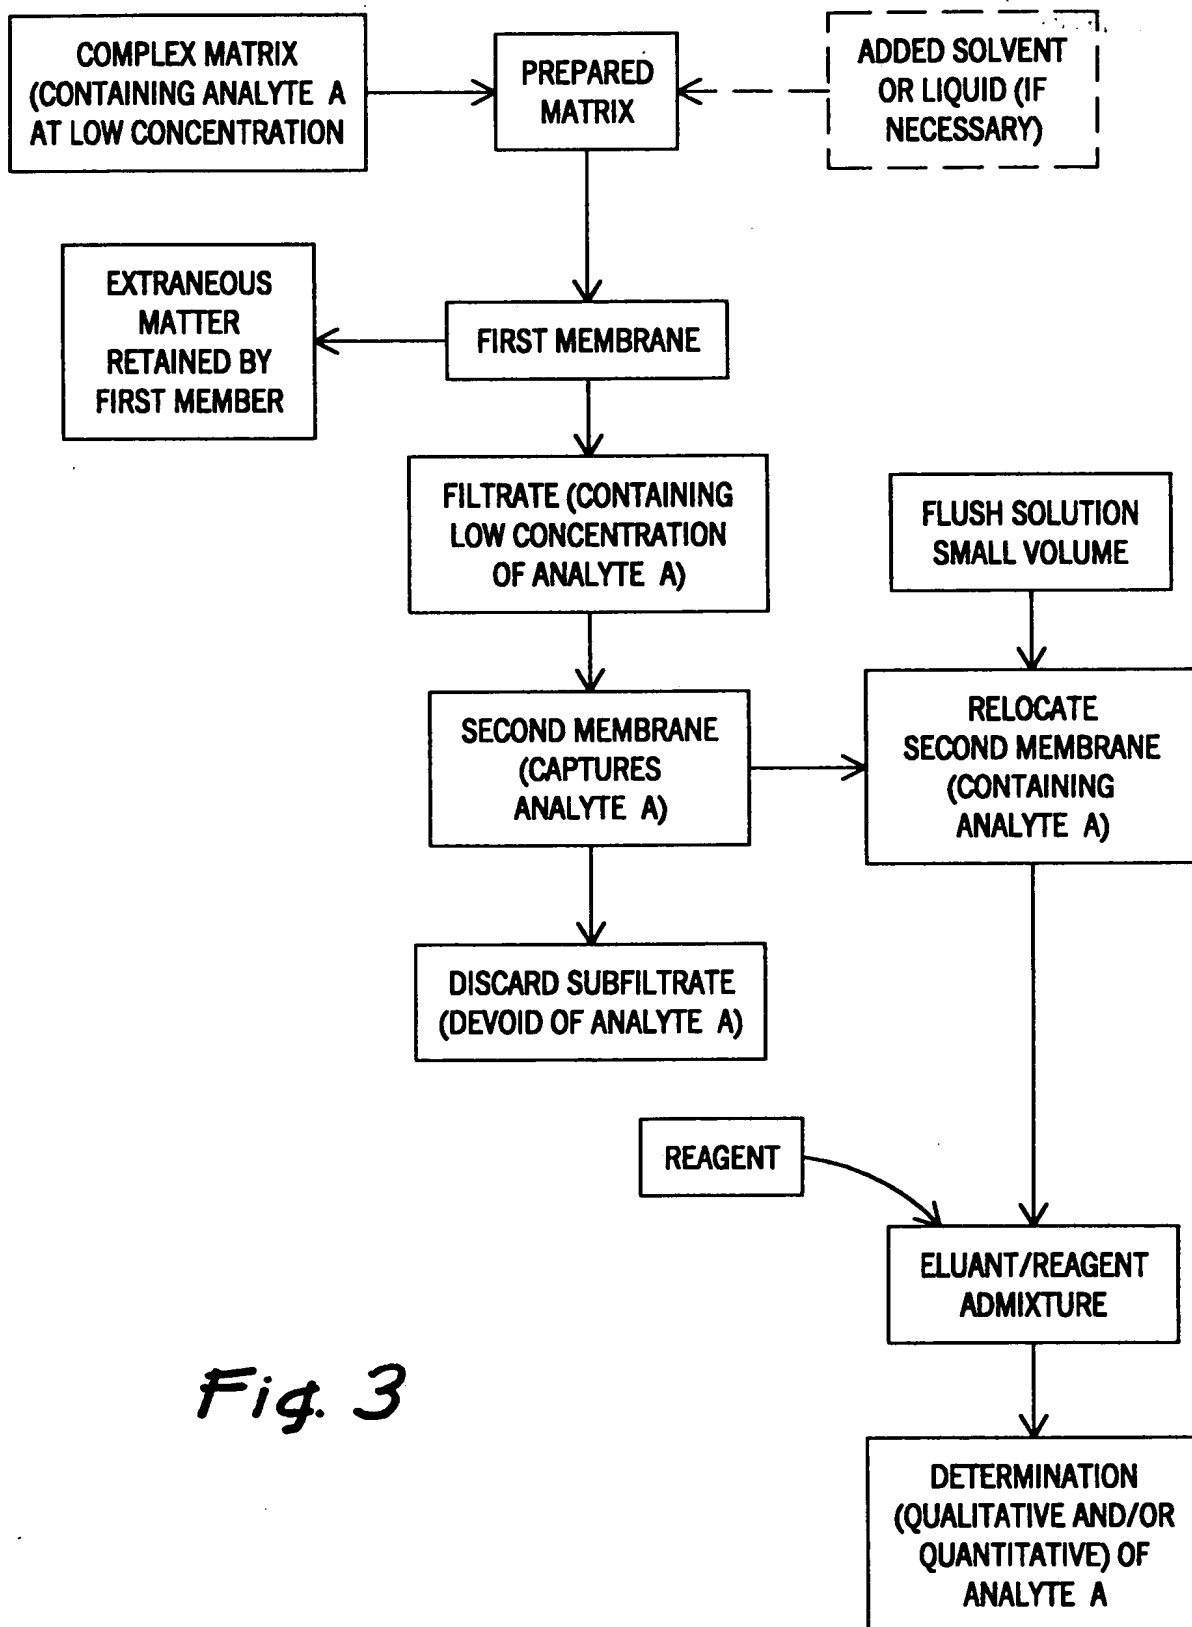 COMPLEX MATRIX
(CONTAINING ANALYTE A
AT LOW CONCENTRATION
PREPARED
MATRIX
ADDED SOLVENT
OR LIQUID (IF
NECESSARY)
EXTRANEOUS
MATTER
RETAINED BY
FIRST MEMBER
FIRST MEMBRANE
FILTRATE (CONTAINING
LOW CONCENTRATION
OF ANALYTE A)
FLUSH SOLUTION
SMALL VOLUME
SECOND MEMBRANE
(CAPTURES
ANALYTE A)
RELOCATE
SECOND MEMBRANE
(CONTAINING
ANALYTE A)
DISCARD SUBFILTRATE
(DEVOID OF ANALYTE A)
REAGENT
ELUANT/REAGENT
ADMIXTURE
DETERMINATION
(QUALITATIVE AND/OR
QUANTITATIVE) OF
ANALYTE A
Fig. 3